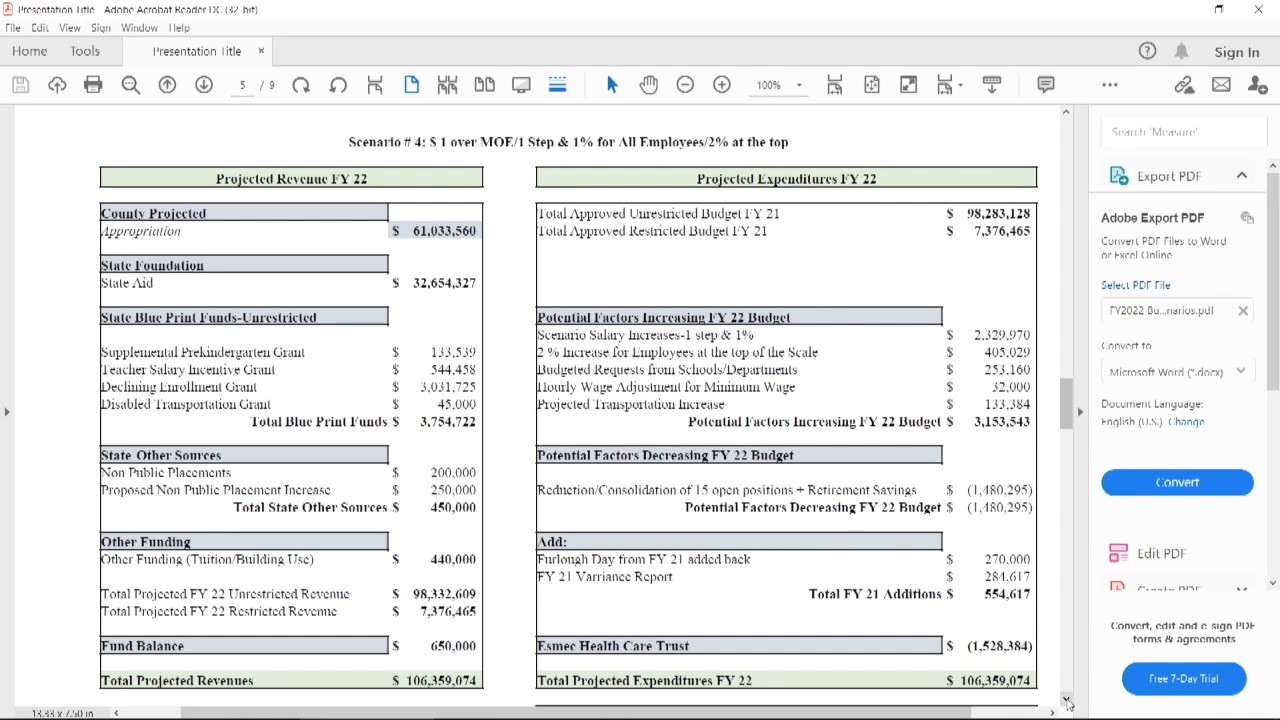 Presentation Title - Adobe Acrobat Reader DC (32-bit)
File Edit View Sign Window Help
Home Tools Presentation Title × Sign In
5 / 9 100%
Scenario # 4: $ 1 over MOE/1 Step & 1% for All Employees/2% at the top
Projected Revenue FY 22
County Projected
Appropriation $ 61,033,560
State Foundation
State Aid $ 32,654,327
State Blue Print Funds-Unrestricted
Supplemental Prekindergarten Grant $ 133,539
Teacher Salary Incentive Grant $ 544,458
Declining Enrollment Grant $ 3,031,725
Disabled Transportation Grant $ 45,000
Total Blue Print Funds $ 3,754,722
State Other Sources
Non Public Placements $ 200,000
Proposed Non Public Placement Increase $ 250,000
Total State Other Sources $ 450,000
Other Funding
Other Funding (Tuition/Building Use) $ 440,000
Total Projected FY 22 Unrestricted Revenue $ 98,332,609
Total Projected FY 22 Restricted Revenue $ 7,376,465
Fund Balance $ 650,000
Total Projected Revenues $ 106,359,074
Projected Expenditures FY 22
Total Approved Unrestricted Budget FY 21 $ 98,283,128
Total Approved Restricted Budget FY 21 $ 7,376,465
Potential Factors Increasing FY 22 Budget
Scenario Salary Increases-1 step & 1% $ 2,329,970
2 % Increase for Employees at the top of the Scale $ 405,029
Budgeted Requests from Schools/Departments $ 253,160
Hourly Wage Adjustment for Minimum Wage $ 32,000
Projected Transportation Increase $ 133,384
Potential Factors Increasing FY 22 Budget $ 3,153,543
Potential Factors Decreasing FY 22 Budget
Reduction/Consolidation of 15 open positions + Retirement Savings $ (1,480,295)
Potential Factors Decreasing FY 22 Budget $ (1,480,295)
Add:
Furlough Day from FY 21 added back $ 270,000
FY 21 Varriance Report $ 284,617
Total FY 21 Additions $ 554,617
Esmec Health Care Trust $ (1,528,384)
Total Projected Expenditures FY 22 $ 106,359,074
Search 'Measure'
Export PDF
Adobe Export PDF
Convert PDF Files to Word
or Excel Online
Select PDF File
FY2022 Bu...narios.pdf
Convert to
Microsoft Word (*.docx)
Document Language:
English (U.S.) Change
Convert
Edit PDF
Create PDF
Convert, edit and e-sign PDF
forms & agreements
Free 7-Day Trial
13.33 x 7.50 in